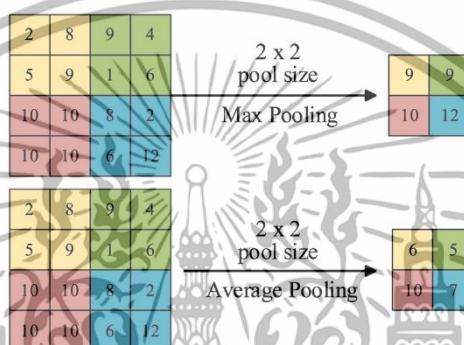 2 8 9 4
5 9 1 6
10 10 8 2
10 10 6 12
2 x 2
pool size
Max Pooling
9 9
10 12
2 8 9 4
5 9 1 6
10 10 8 2
10 10 6 12
2 x 2
pool size
Average Pooling
6 5
10 7